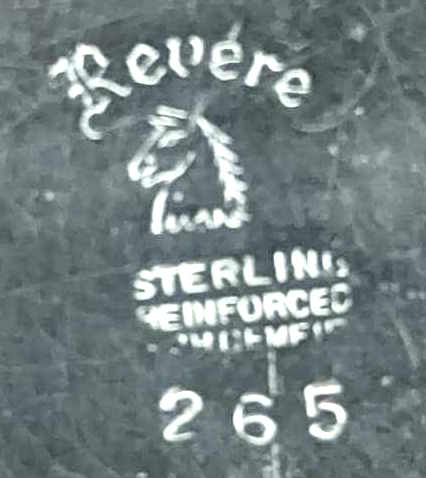 Revere
STERLING
REINFORCED
265